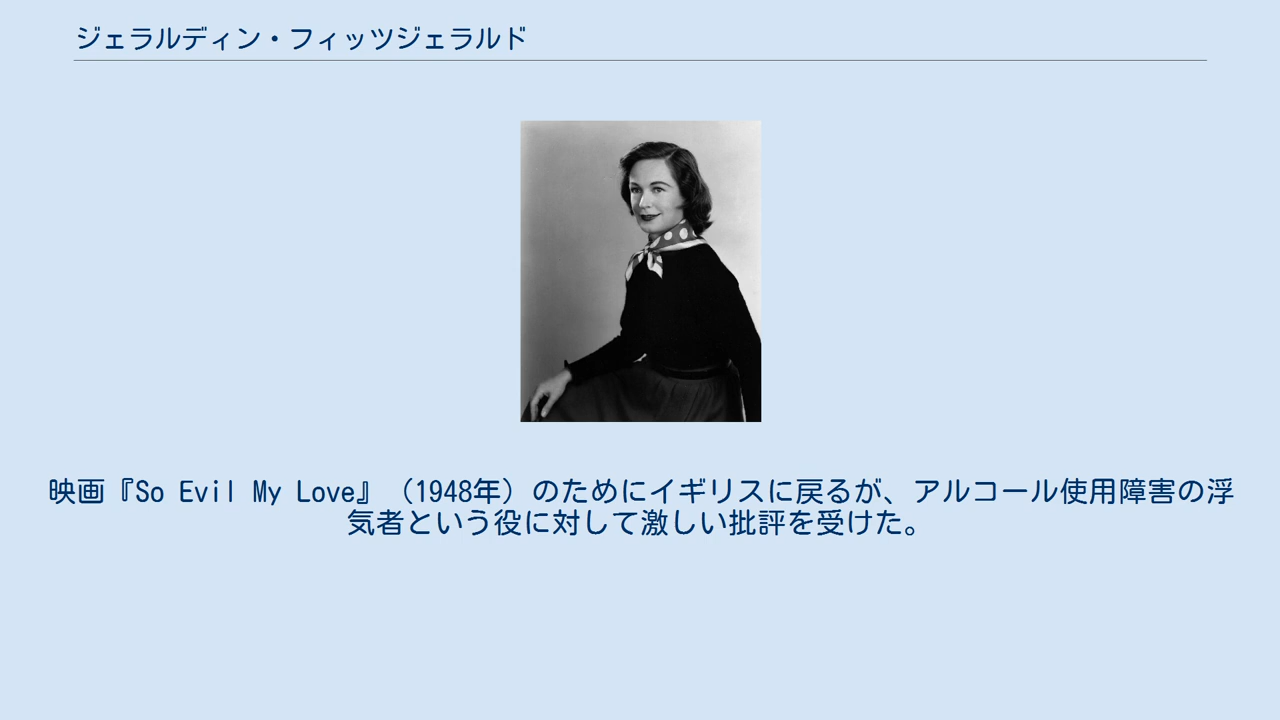 ジェラルディン・フィッツジェラルド
映画『So Evil My Love』（1948年）のためにイギリスに戻るが、アルコール使用障害の浮
気者という役に対して激しい批評を受けた。